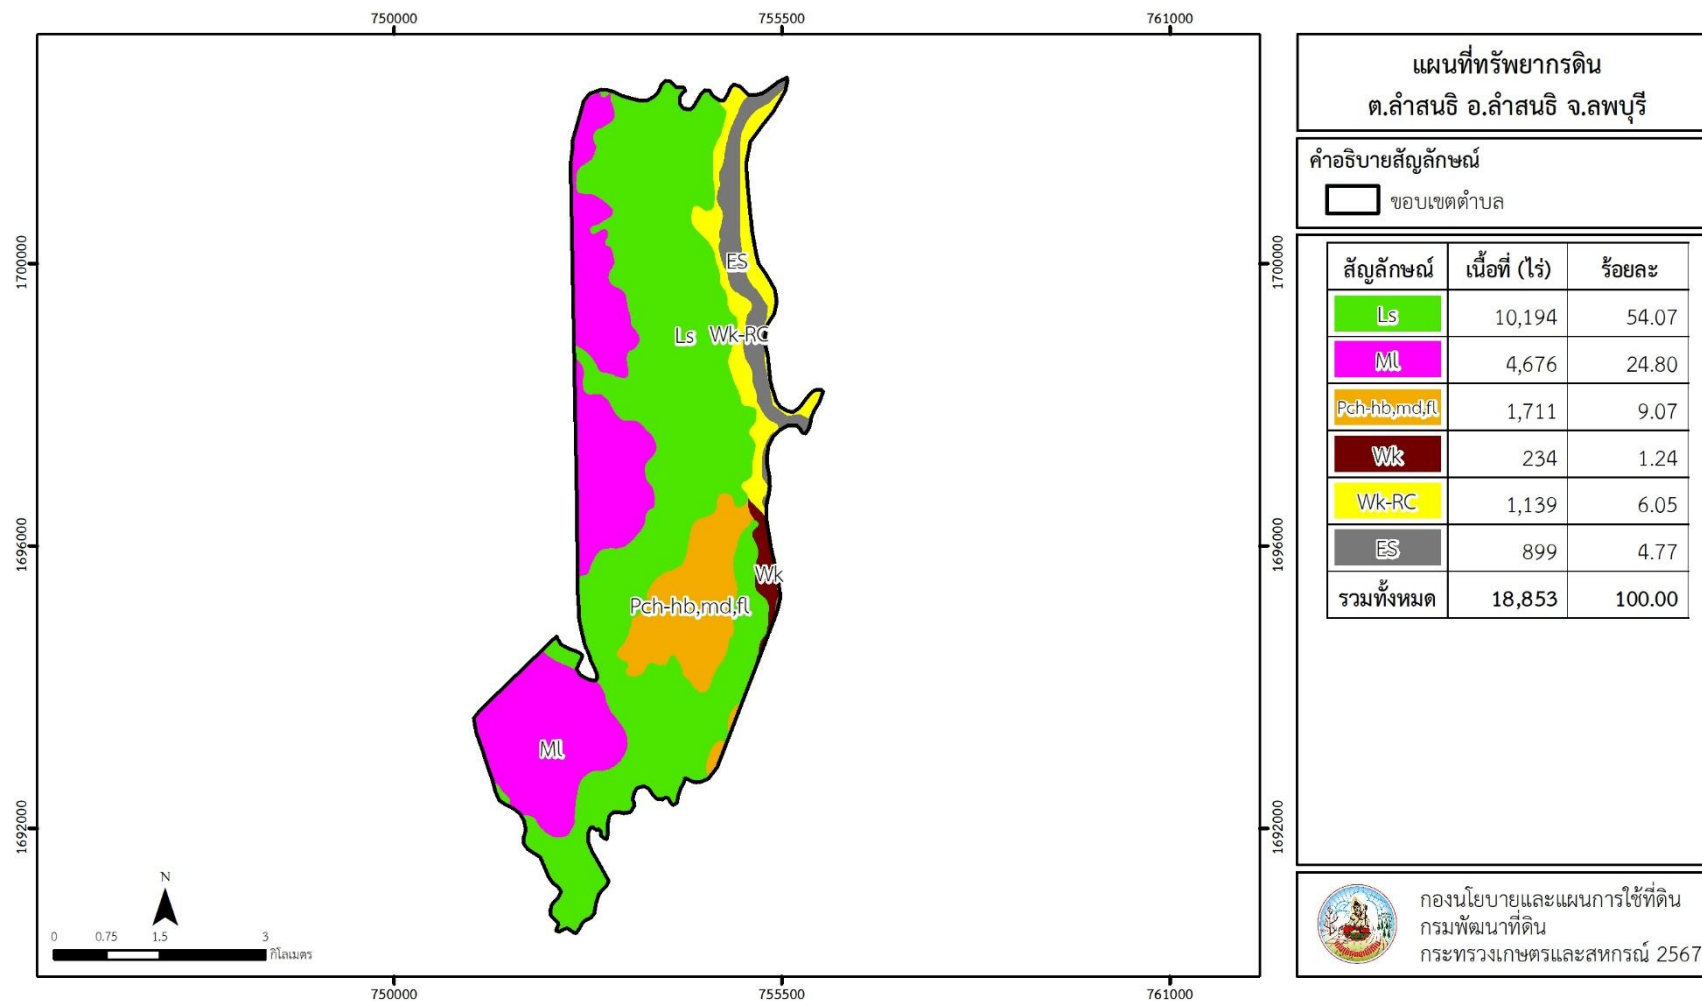 750000
755500
761000
แผนที่ทรัพยากรดิน
ต.ลำสนธิ อ.ลำสนธิ จ.ลพบุรี
คำอธิบายสัญลักษณ์
ขอบเขตตำบล
สัญลักษณ์ เนื้อที่ (ไร่) ร้อยละ
Ls 10,194 54.07
Ml 4,676 24.80
Pch-hb,md,fl 1,711 9.07
Wk 234 1.24
Wk-RC 1,139 6.05
ES 899 4.77
รวมทั้งหมด 18,853 100.00
1700000
1700000
ES
Ls
Wk-RC
1696000
1696000
Wk
Pch-hb,md,fl
Ml
1692000
1692000
N
0 0.75 1.5 3
กิโลเมตร
750000
755500
761000
กองนโยบายและแผนการใช้ที่ดิน
กรมพัฒนาที่ดิน
กระทรวงเกษตรและสหกรณ์ 2567